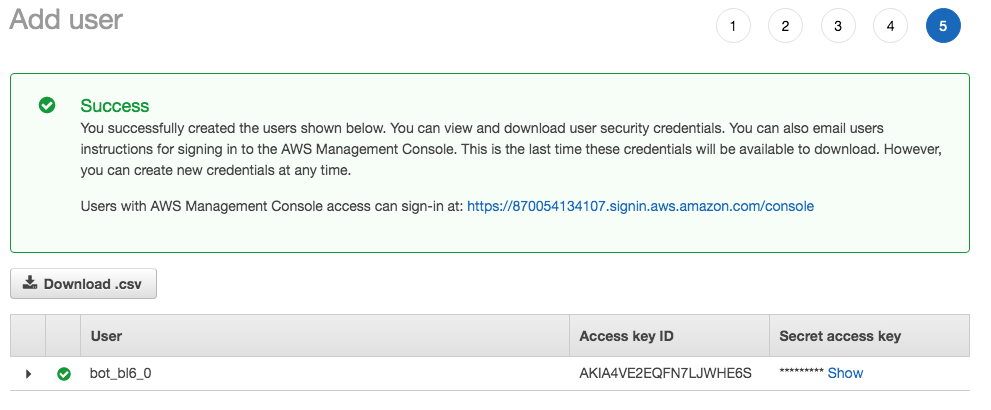 Add user
1 2 3 4 5
Success
You successfully created the users shown below. You can view and download user security credentials. You can also email users
instructions for signing in to the AWS Management Console. This is the last time these credentials will be available to download. However,
you can create new credentials at any time.
Users with AWS Management Console access can sign-in at: https://870054134107.signin.aws.amazon.com/console
Download .csv
User Access key ID Secret access key
bot_bl6_0 AKIA4VE2EQFN7LJWHE6S ********* Show